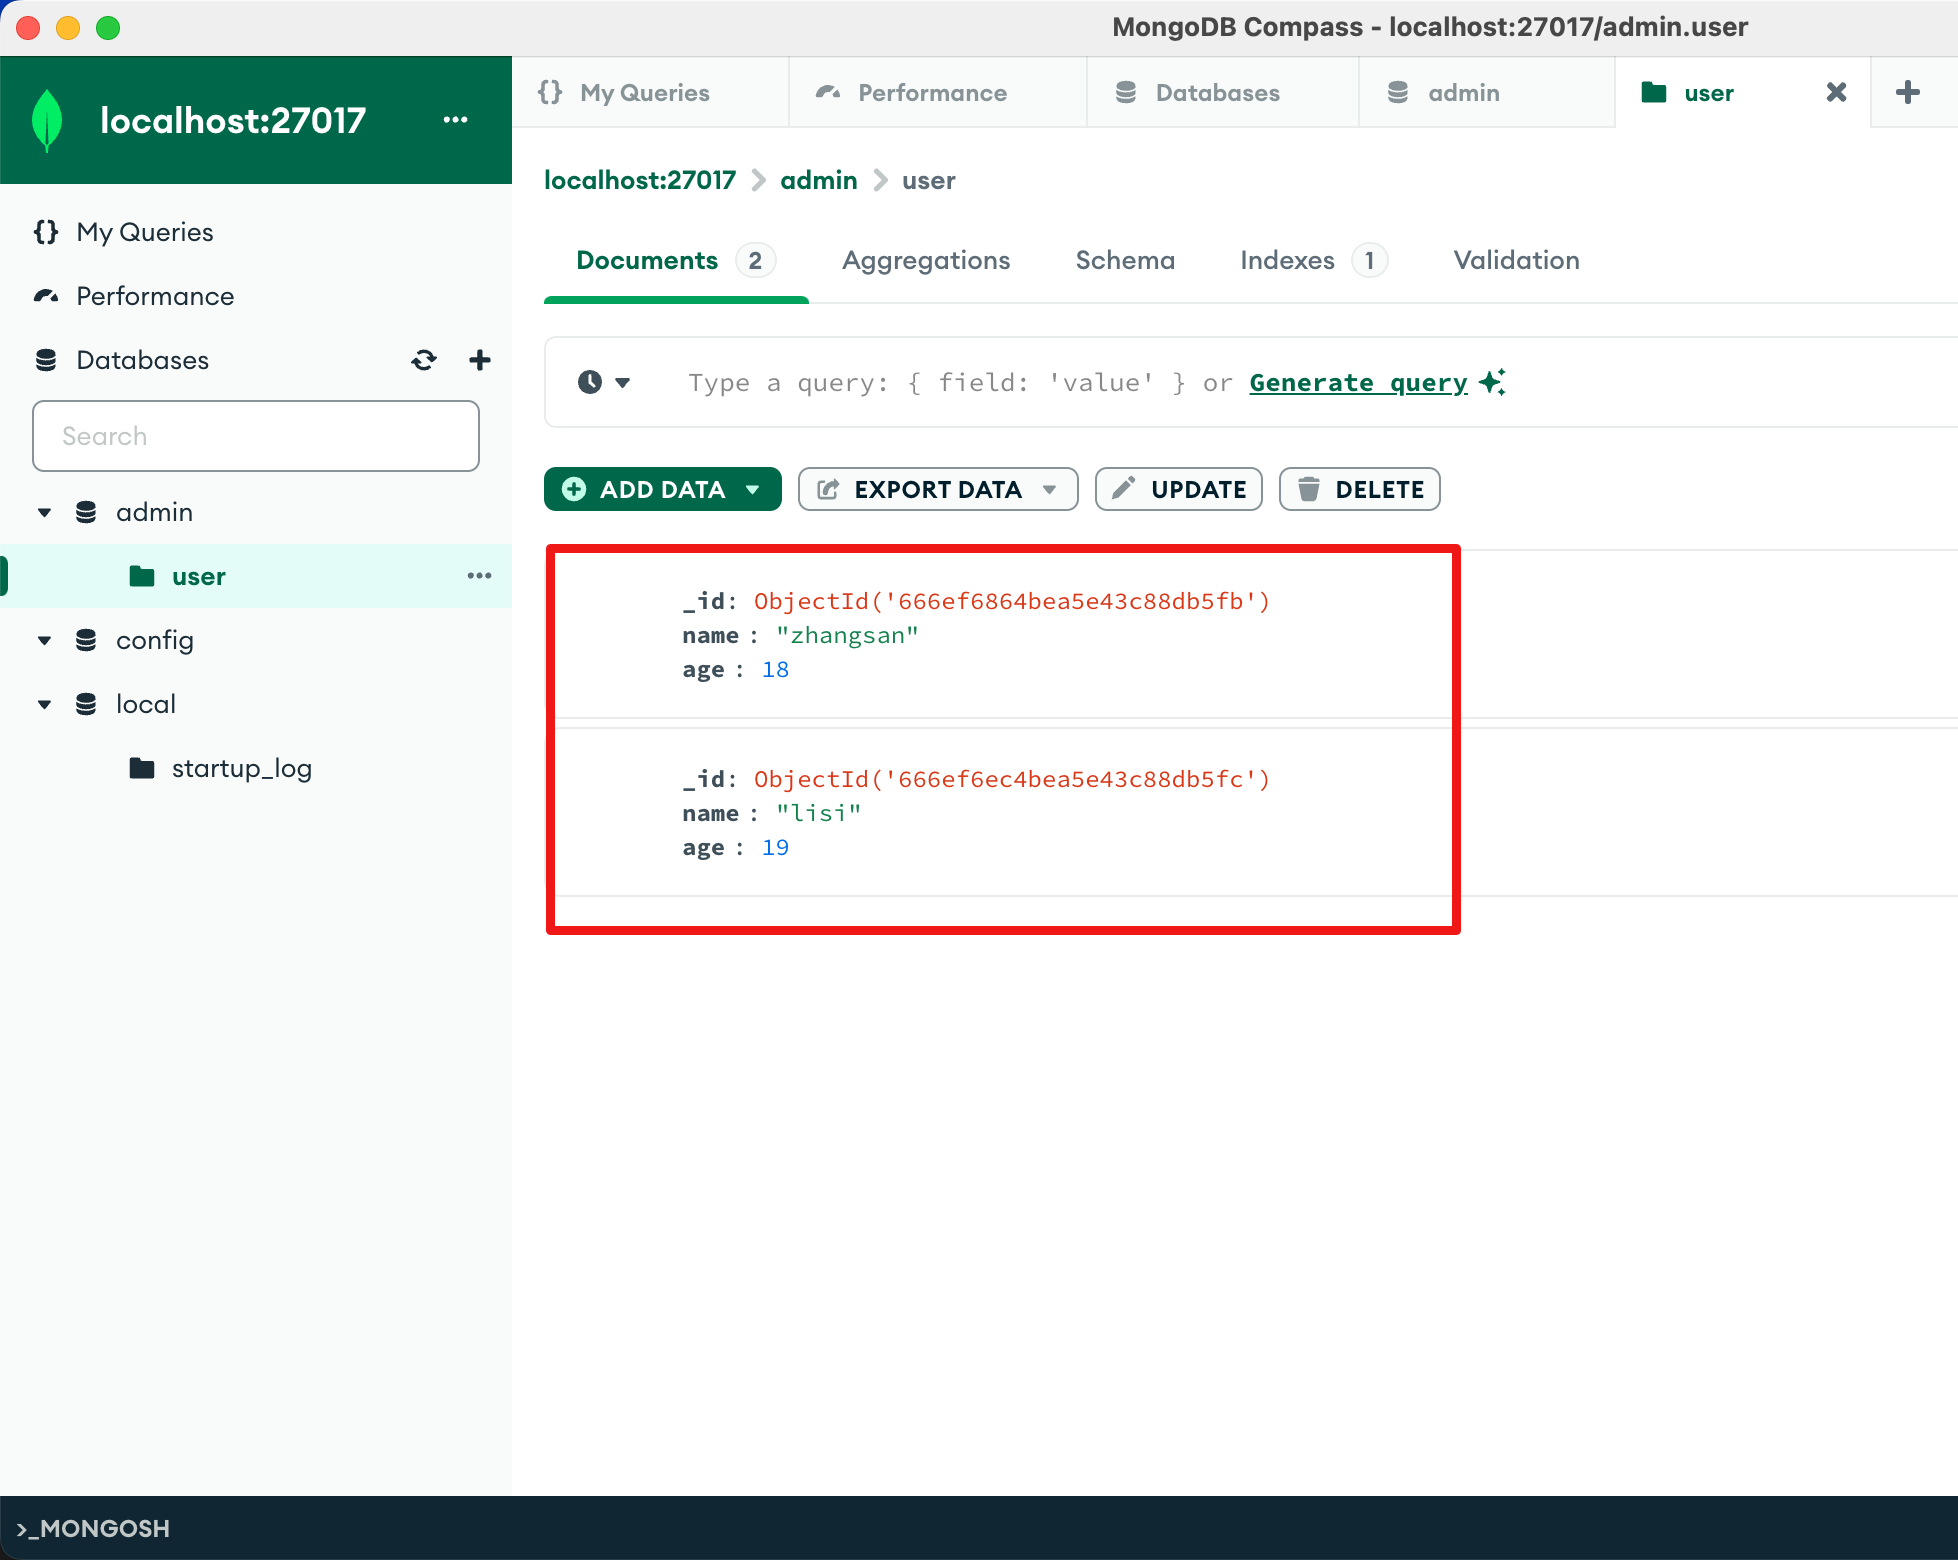 MongoDB Compass - localhost:27017/admin.user
localhost:27017
My Queries
Performance
Databases
Search
admin
user
config
local
startup_log
My Queries
Performance
Databases
admin
user
localhost:27017 > admin > user
Documents 2
Aggregations
Schema
Indexes 1
Validation
Type a query: { field: 'value' } or Generate query
ADD DATA
EXPORT DATA
UPDATE
DELETE
_id: ObjectId('666ef6864bea5e43c88db5fb')
name : "zhangsan"
age : 18
_id: ObjectId('666ef6ec4bea5e43c88db5fc')
name : "lisi"
age : 19
>_MONGOSH